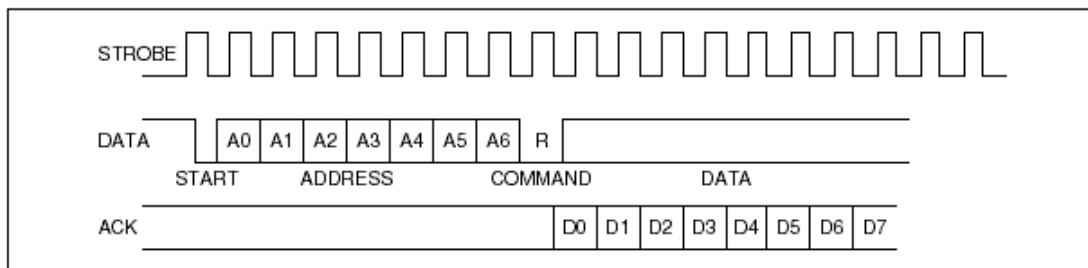 STROBE
DATA A0 A1 A2 A3 A4 A5 A6 R
START ADDRESS COMMAND DATA
ACK D0 D1 D2 D3 D4 D5 D6 D7